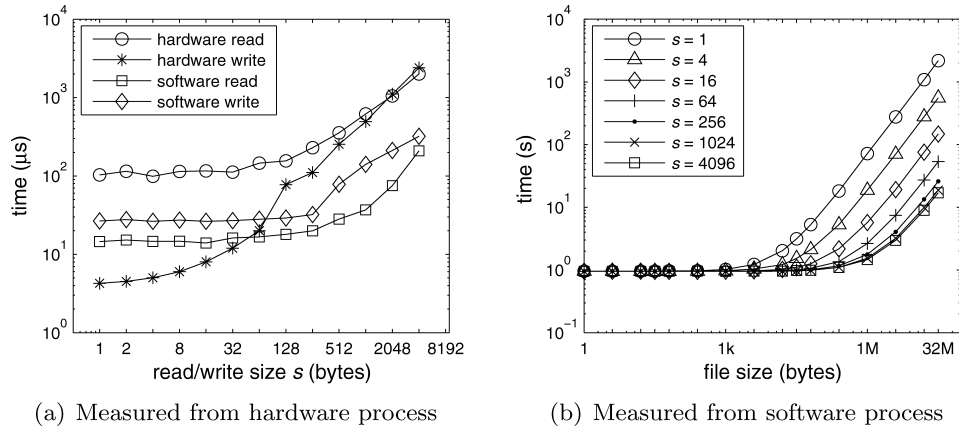 10^4
10^3
10^2
10^1
10^0
time (μs)
hardware read
hardware write
software read
software write
1 2 8 32 128 512 2048 8192
read/write size s (bytes)
(a) Measured from hardware process
10^4
10^3
10^2
10^1
10^0
10^-1
time (s)
s = 1
s = 4
s = 16
s = 64
s = 256
s = 1024
s = 4096
1 1k 1M 32M
file size (bytes)
(b) Measured from software process